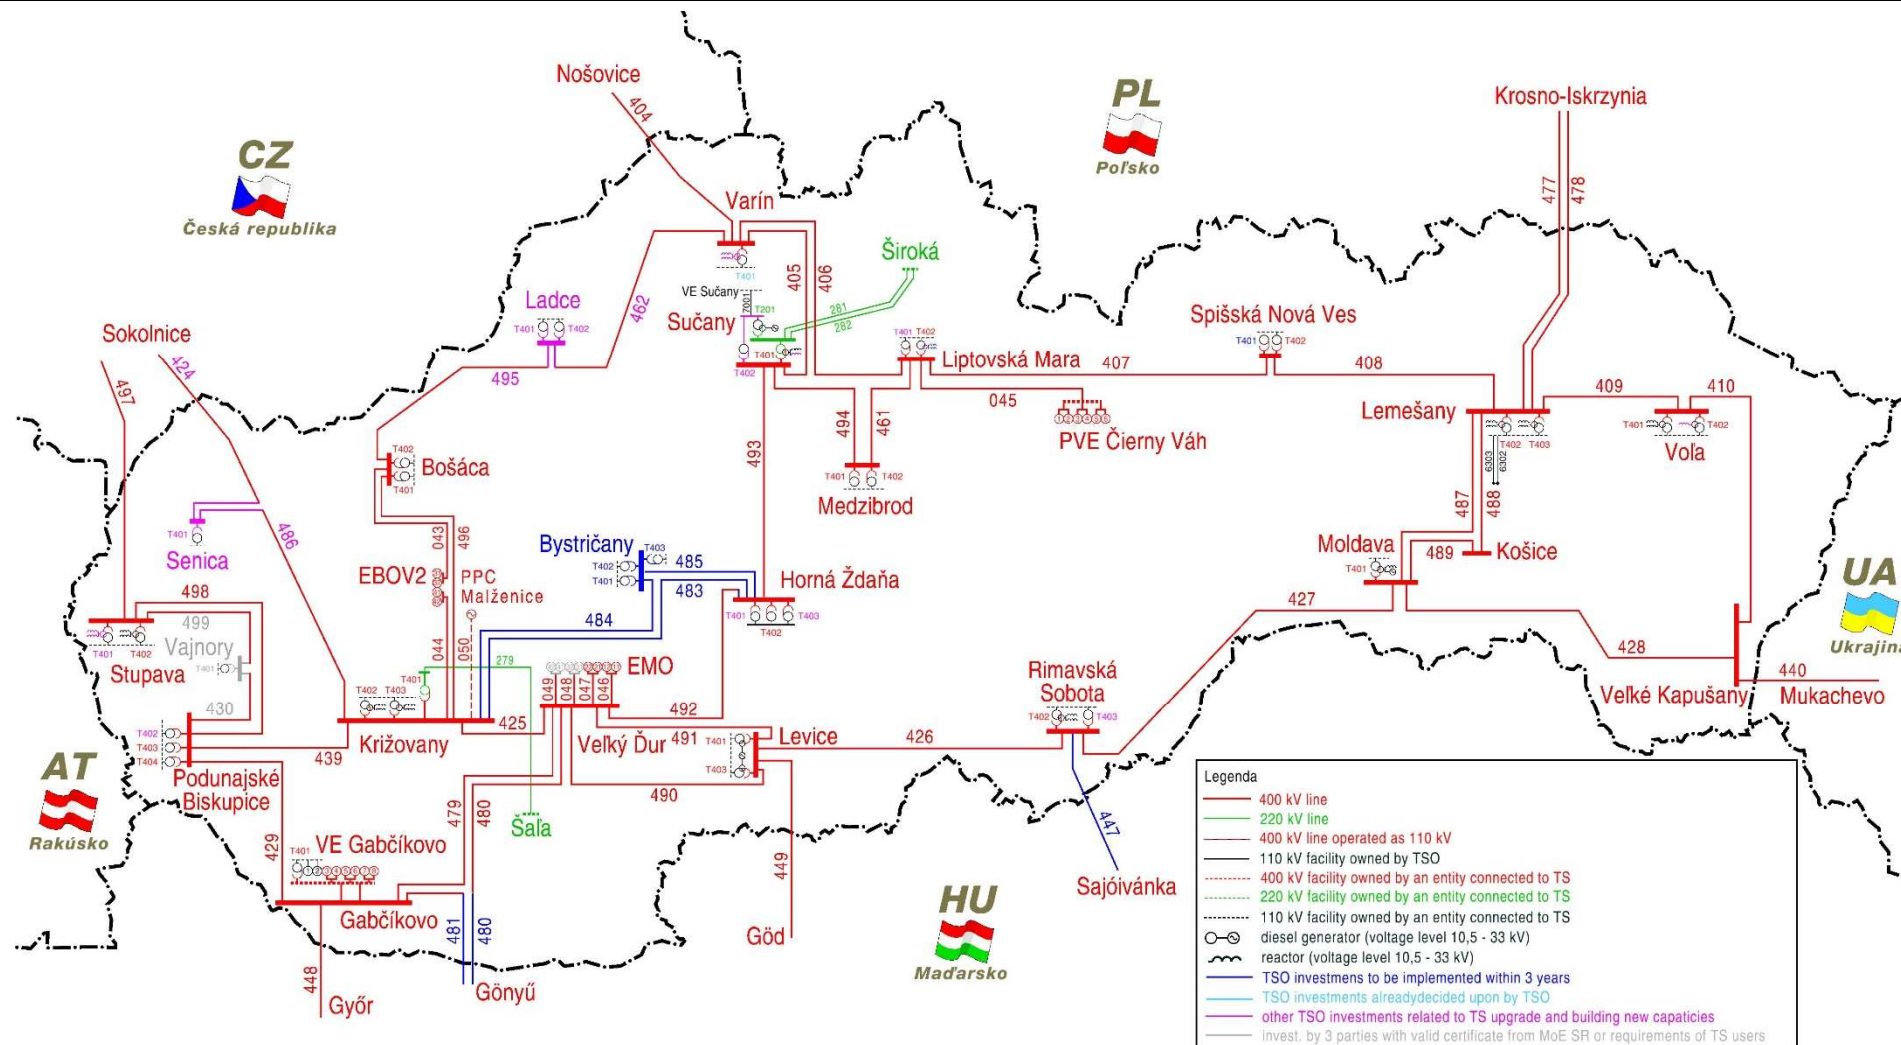 Nošovice
404
PL
Poľsko
Krosno-Iskrzynia
477
478
CZ
Česká republika
Varín
T401
405
406
Široká
281
282
VE Sučany
7001
T201
Sučany
T401
T402
Ladce
T401
T402
462
495
Sokolnice
424
497
T401
T402
Liptovská Mara
407
Spišská Nová Ves
T401
T402
408
045
PVE Čierny Váh
Lemešany
T402
T403
6303
6302
409
410
T401
T402
Voľa
Bošáca
T402
T401
493
494
461
T401
T402
Medzibrod
487
488
489
Košice
Moldava
T401
486
T401
Senica
043
496
EBOV2
PPC
Malženice
044
050
Bystričany
T403
T402
T401
485
483
484
Horná Ždaňa
T401
T402
T403
427
428
UA
Ukrajina
498
499
Vajnory
T401
T401
T402
Stupava
430
279
T401
T402
T403
Križovany
425
049
048
047
046
EMO
492
Veľký Ďur
491
T401
T403
Levice
426
Rimavská
Sobota
T402
T403
Veľké Kapušany
440
Mukachevo
T402
T403
T404
439
Podunajské
Biskupice
AT
Rakúsko
429
479
480
490
Šaľa
449
447
Sajóivánka
T401
VE Gabčíkovo
Gabčíkovo
481
480
448
Győr
Gönyű
Göd
HU
Maďarsko
Legenda
400 kV line
220 kV line
400 kV line operated as 110 kV
110 kV facility owned by TSO
400 kV facility owned by an entity connected to TS
220 kV facility owned by an entity connected to TS
110 kV facility owned by an entity connected to TS
diesel generator (voltage level 10,5 - 33 kV)
reactor (voltage level 10,5 - 33 kV)
TSO investmens to be implemented within 3 years
TSO investments alreadydecided upon by TSO
other TSO investments related to TS upgrade and building new capaticies
invest. by 3 parties with valid certificate from MoE SR or requirements of TS users